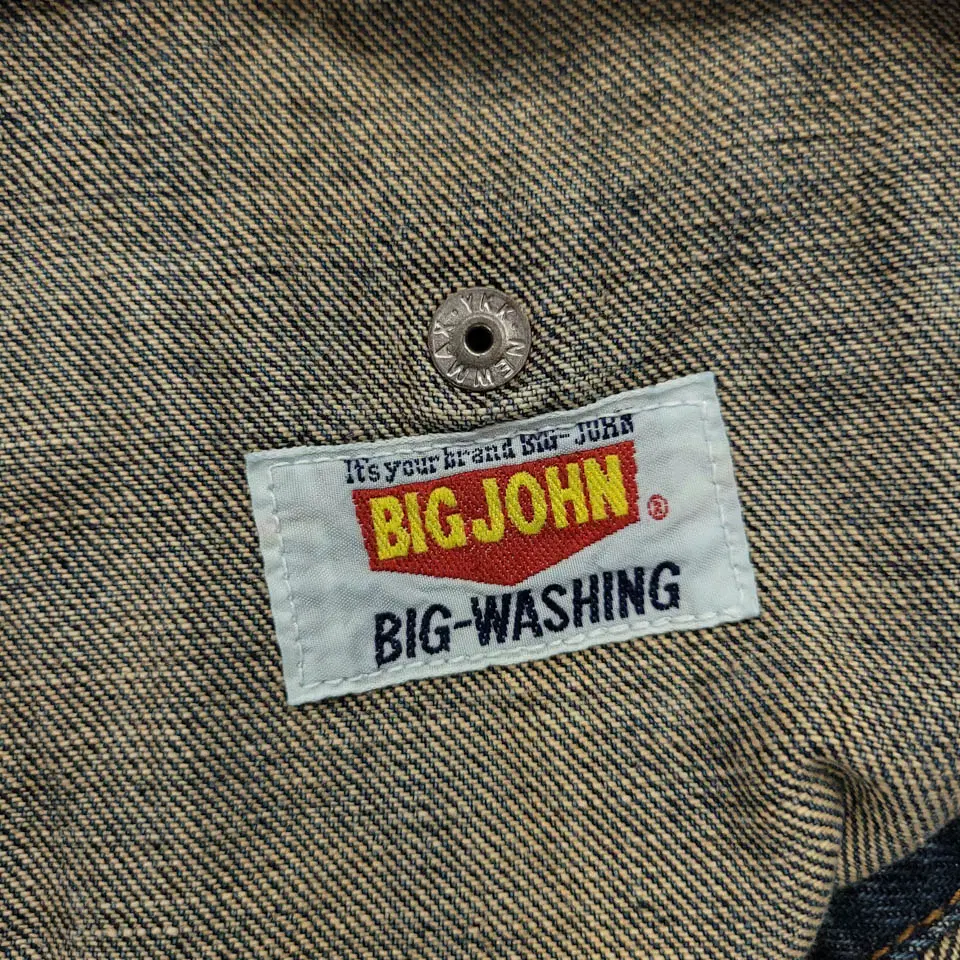 YKK NEWMAX
It's your brand BIG-JOHN
BIG JOHN ®
BIG-WASHING